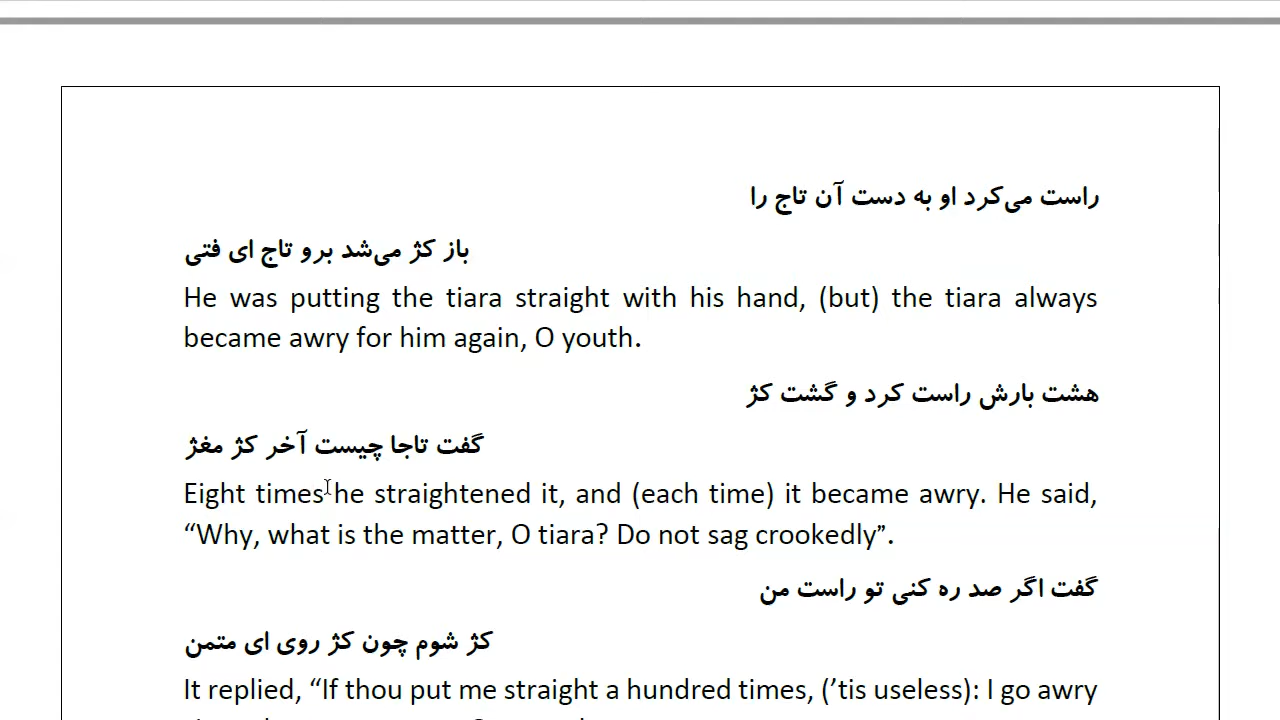 راست می‌کرد او به دست آن تاج را
باز کژ می‌شد برو تاج ای فتی
He was putting the tiara straight with his hand, (but) the tiara always
became awry for him again, O youth.
هشت بارش راست کرد و گشت کژ
گفت تاجا چیست آخر کژ مغژ
Eight times he straightened it, and (each time) it became awry. He said,
“Why, what is the matter, O tiara? Do not sag crookedly”.
گفت اگر صد ره کنی تو راست من
کژ شوم چون کژ روی ای متمن
It replied, “If thou put me straight a hundred times, (’tis useless): I go awry